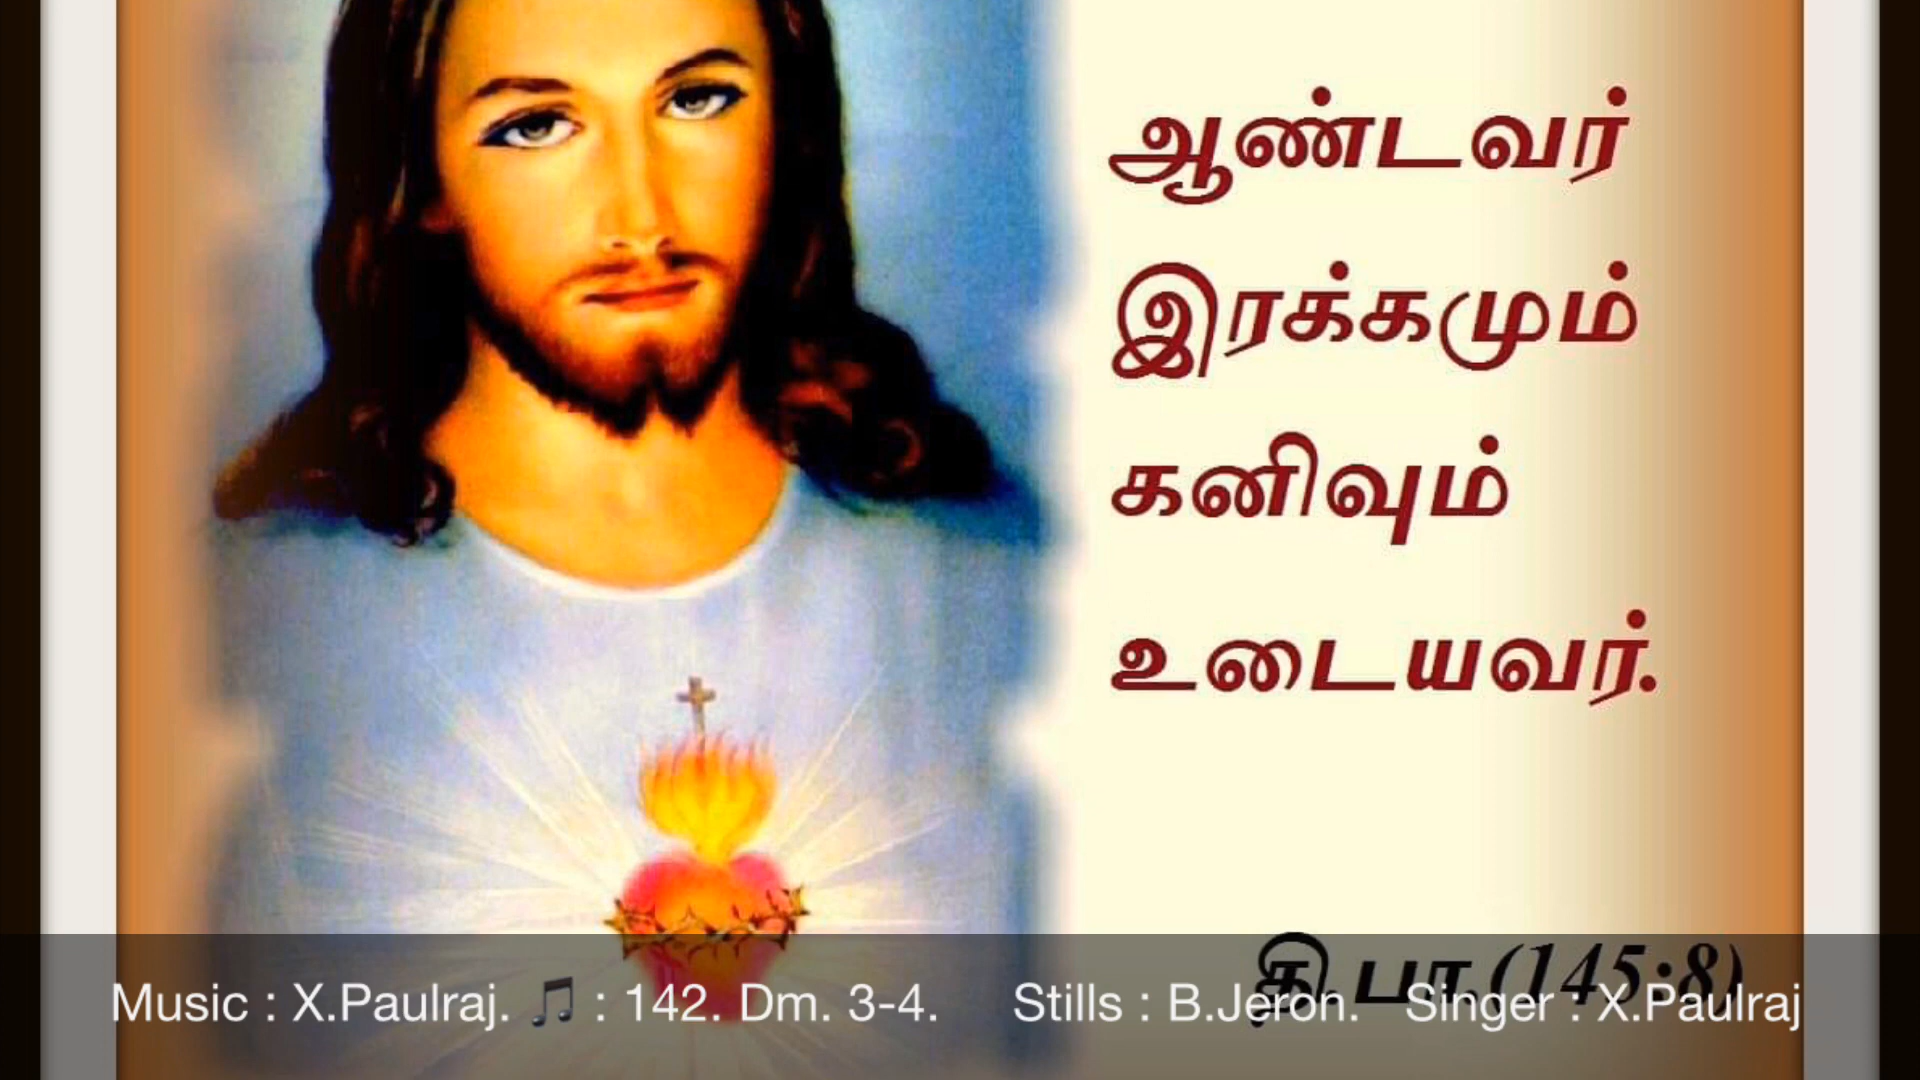 ஆண்டவர்
இரக்கமும்
கனிவும்
உடையவர்.
தி.பா.(145:8)
Music : X.Paulraj. 🎵 : 142. Dm. 3-4. Stills : B.Jeron. Singer : X.Paulraj